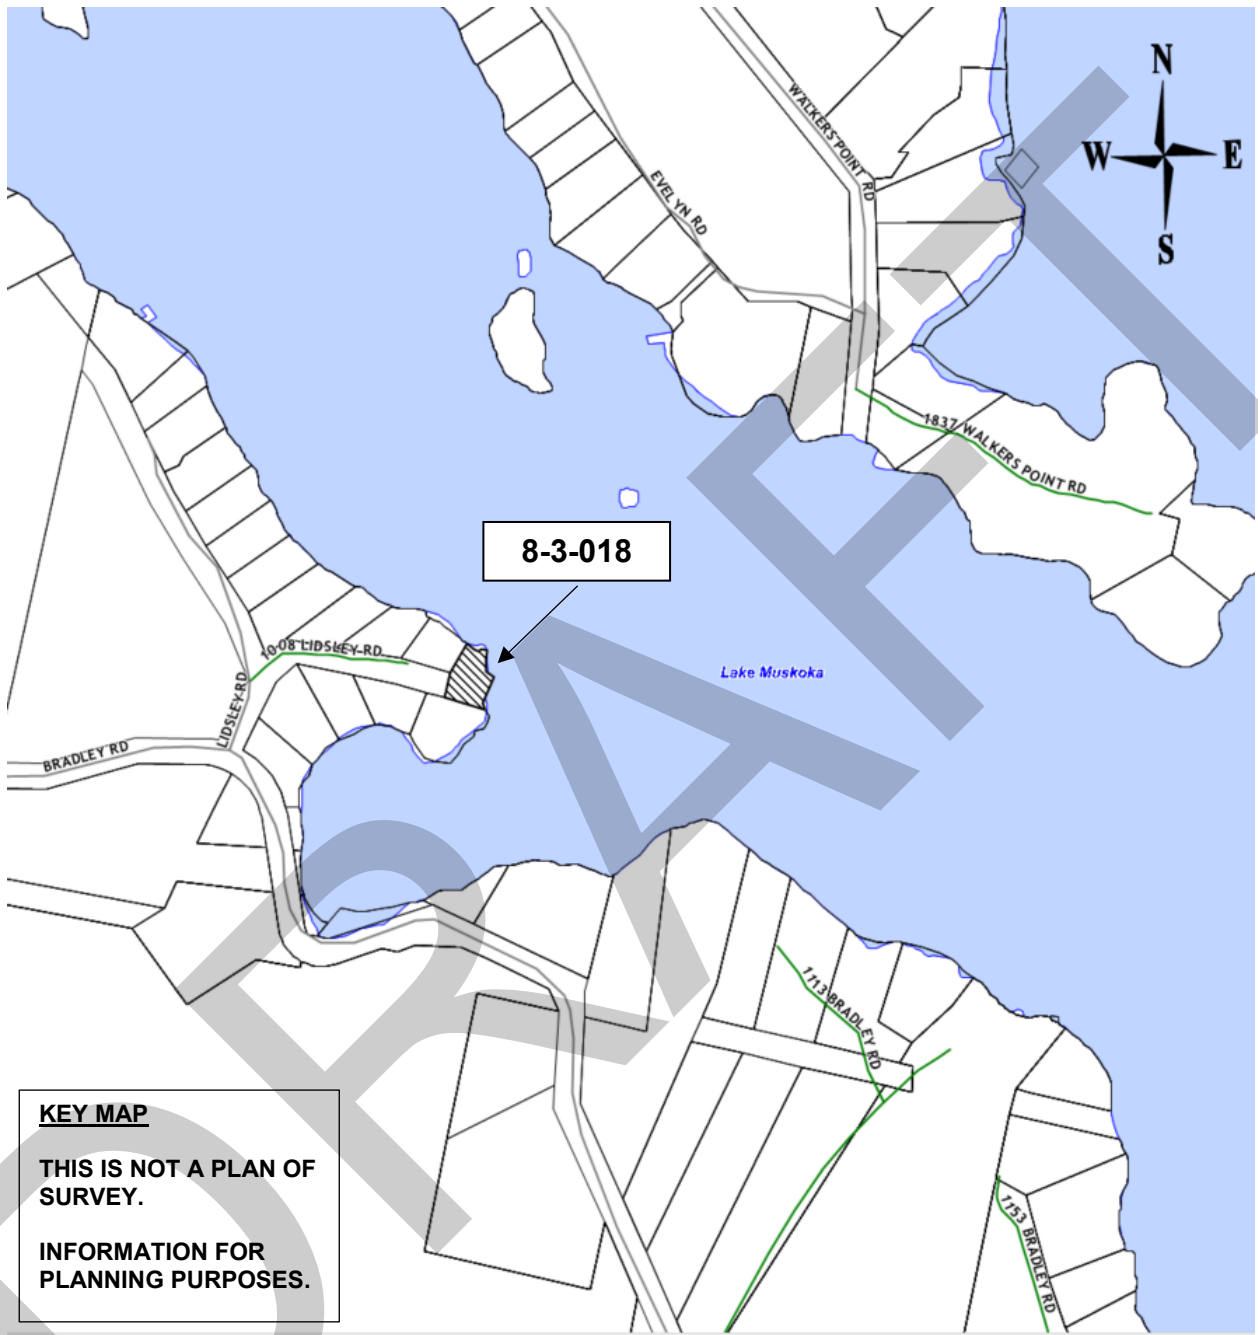 N
W E
S
WALKERS POINT RD
EVELYN RD
1837 WALKERS POINT RD
8-3-018
1008 LIDSLEY RD
Lake Muskoka
LIDSLEY RD
BRADLEY RD
1113 BRADLEY RD
1153 BRADLEY RD
KEY MAP
THIS IS NOT A PLAN OF
SURVEY.
INFORMATION FOR
PLANNING PURPOSES.
DRAFT